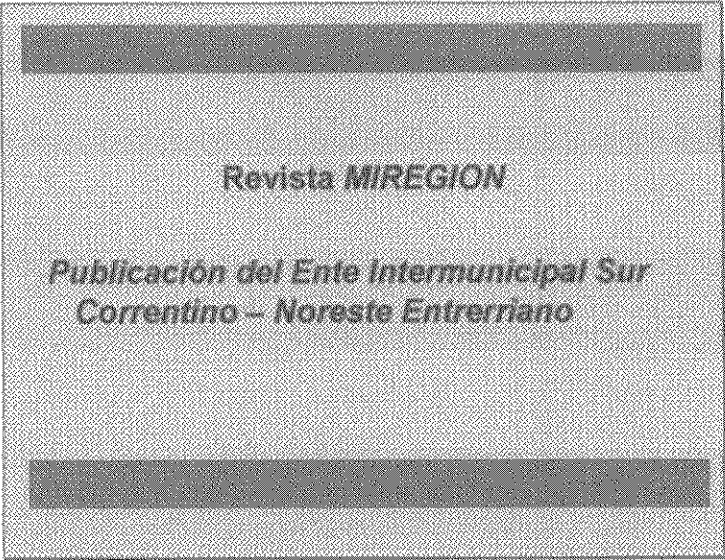 Revista MIREGION
Publicación del Ente Intermunicipal Sur
Correntino – Noreste Entrerriano